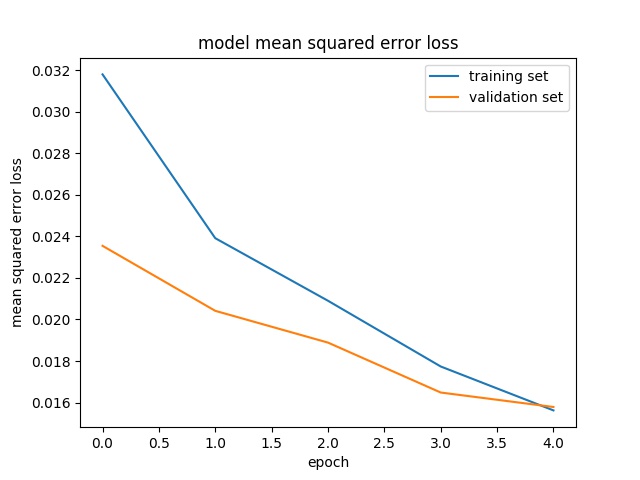 model mean squared error loss
training set
validation set
0.032
0.030
0.028
0.026
0.024
0.022
0.020
0.018
0.016
mean squared error loss
0.0 0.5 1.0 1.5 2.0 2.5 3.0 3.5 4.0
epoch